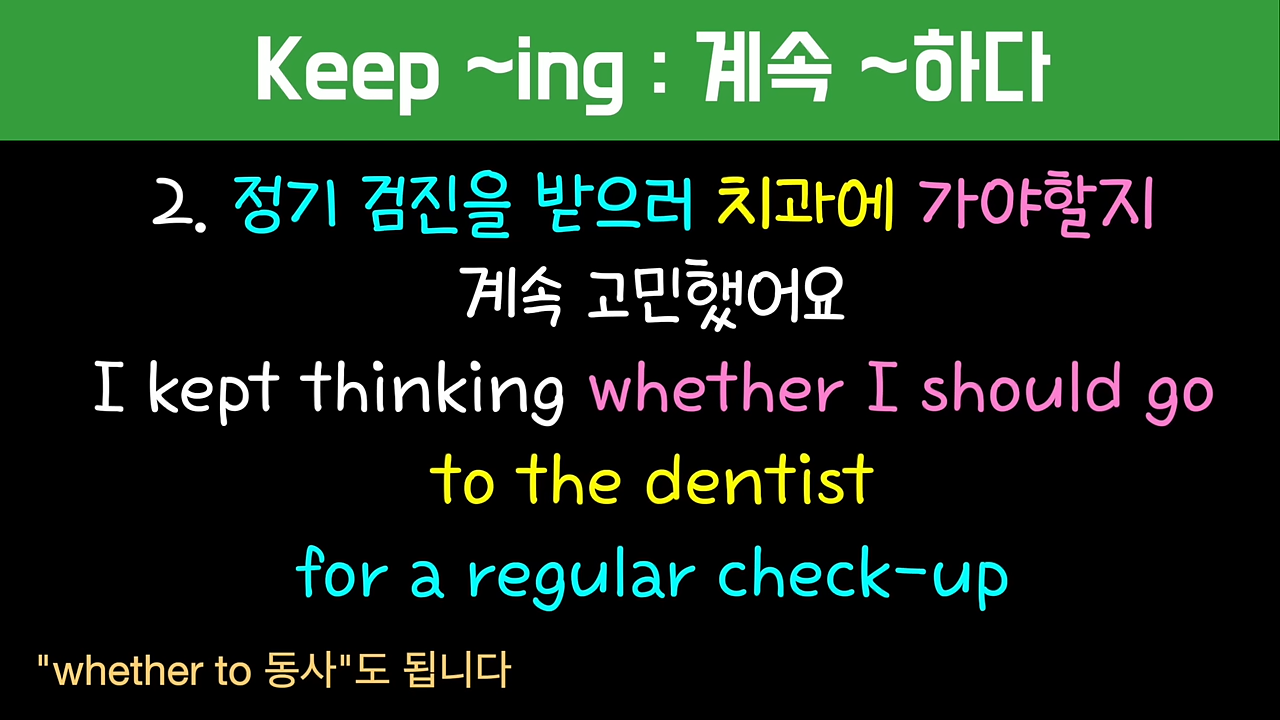 Keep ~ing : 계속 ~하다
2. 정기 검진을 받으러 치과에 가야할지
계속 고민했어요
I kept thinking whether I should go
to the dentist
for a regular check-up
"whether to 동사"도 됩니다